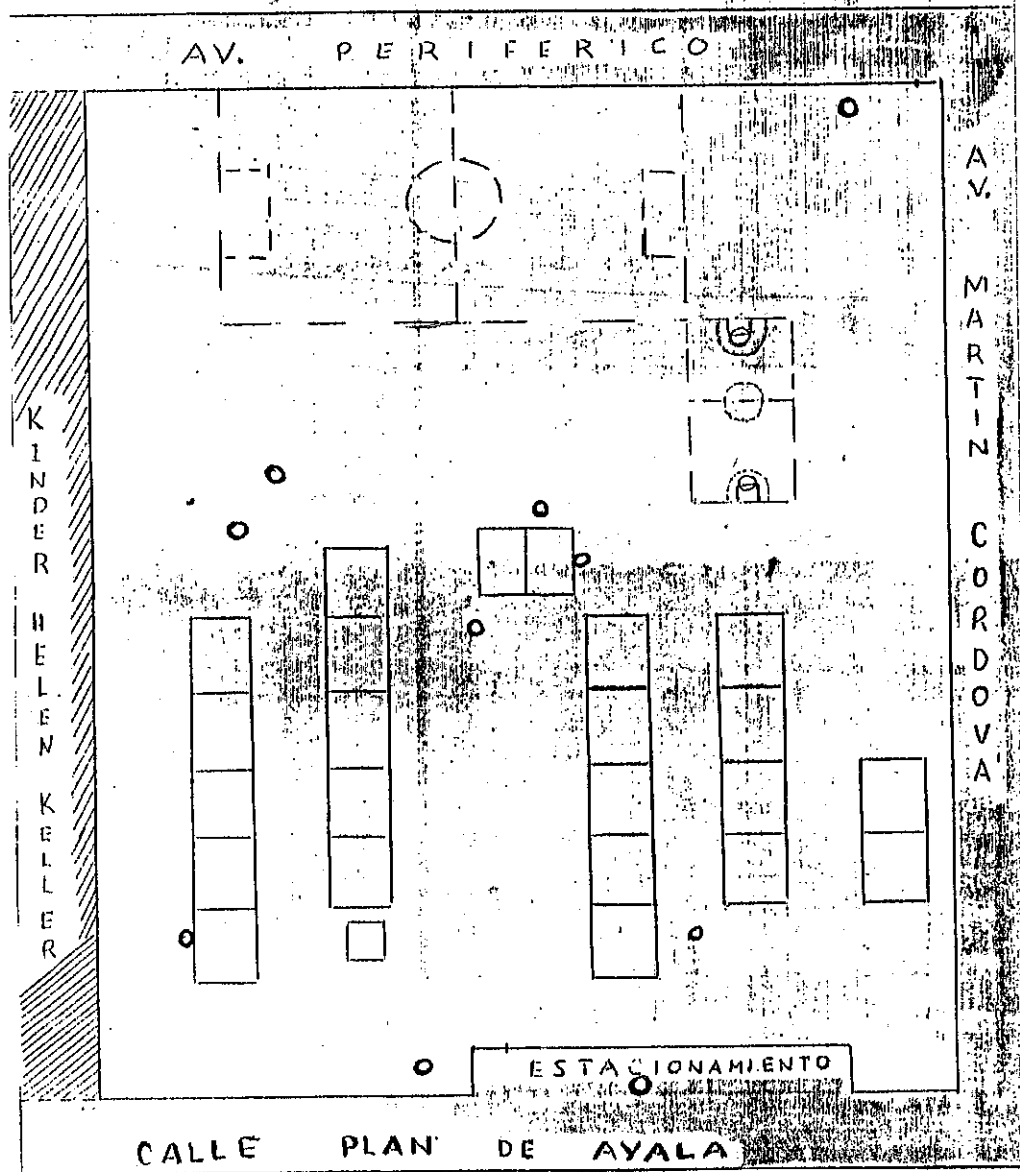 AV. PERIFERICO
AV. MARTIN CORDOVA
KINDER HELEN KELLER
ESTACIONAMIENTO
CALLE PLAN DE AYALA